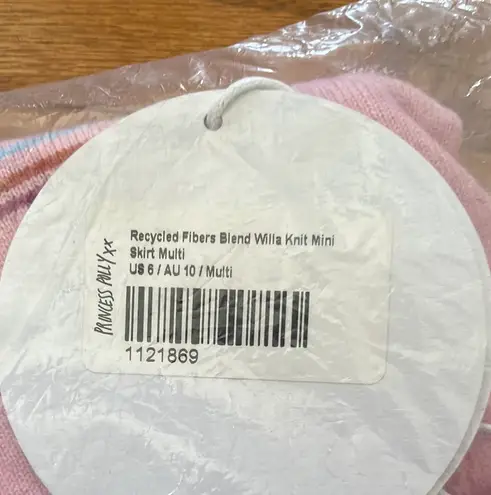 PRINCESS POLLY xx
Recycled Fibers Blend Willa Knit Mini
Skirt Multi
US 6 / AU 10 / Multi
1121869